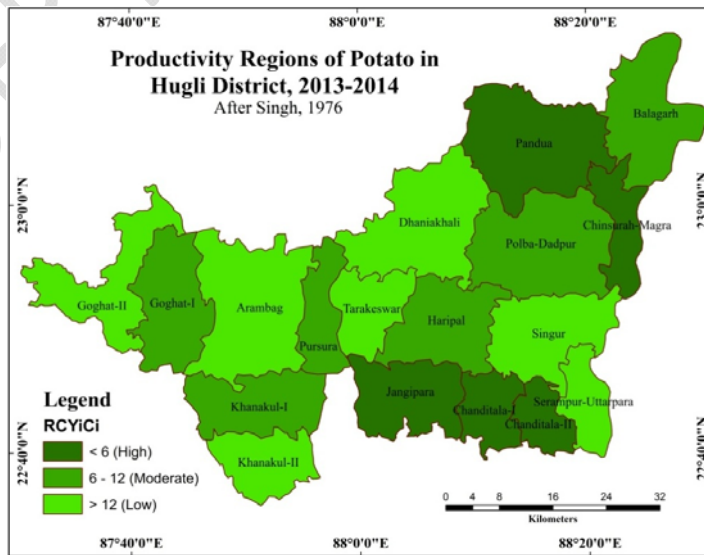 87°40'0"E 88°0'0"E 88°20'0"E
Productivity Regions of Potato in
Hugli District, 2013-2014
After Singh, 1976
Balagarh
Pandua
23°0'0"N
23°0'0"N
Dhaniakhali
Chinsurah-Magra
Polba-Dadpur
Goghat-II
Goghat-I
Arambag
Tarakeswar
Haripal
Singur
Pursura
Jangipara
Serampur-Uttarpara
Khanakul-I
Chanditala-I
Chanditala-II
Khanakul-II
Legend
RCYiCi
< 6 (High)
6 - 12 (Moderate)
> 12 (Low)
22°40'0"N
22°40'0"N
0 4 8 16 24 32
Kilometers
87°40'0"E 88°0'0"E 88°20'0"E